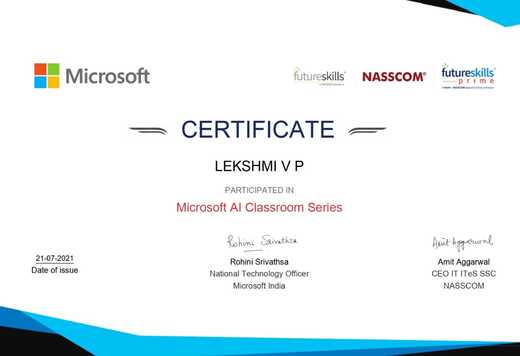 Microsoft
futureskills
NASSCOM®
futureskills
prime
CERTIFICATE
LEKSHMI V P
PARTICIPATED IN
Microsoft AI Classroom Series
Rohini Srivathsa
Amit Aggarwal
21-07-2021
Date of issue
Rohini Srivathsa
National Technology Officer
Microsoft India
Amit Aggarwal
CEO IT ITeS SSC
NASSCOM